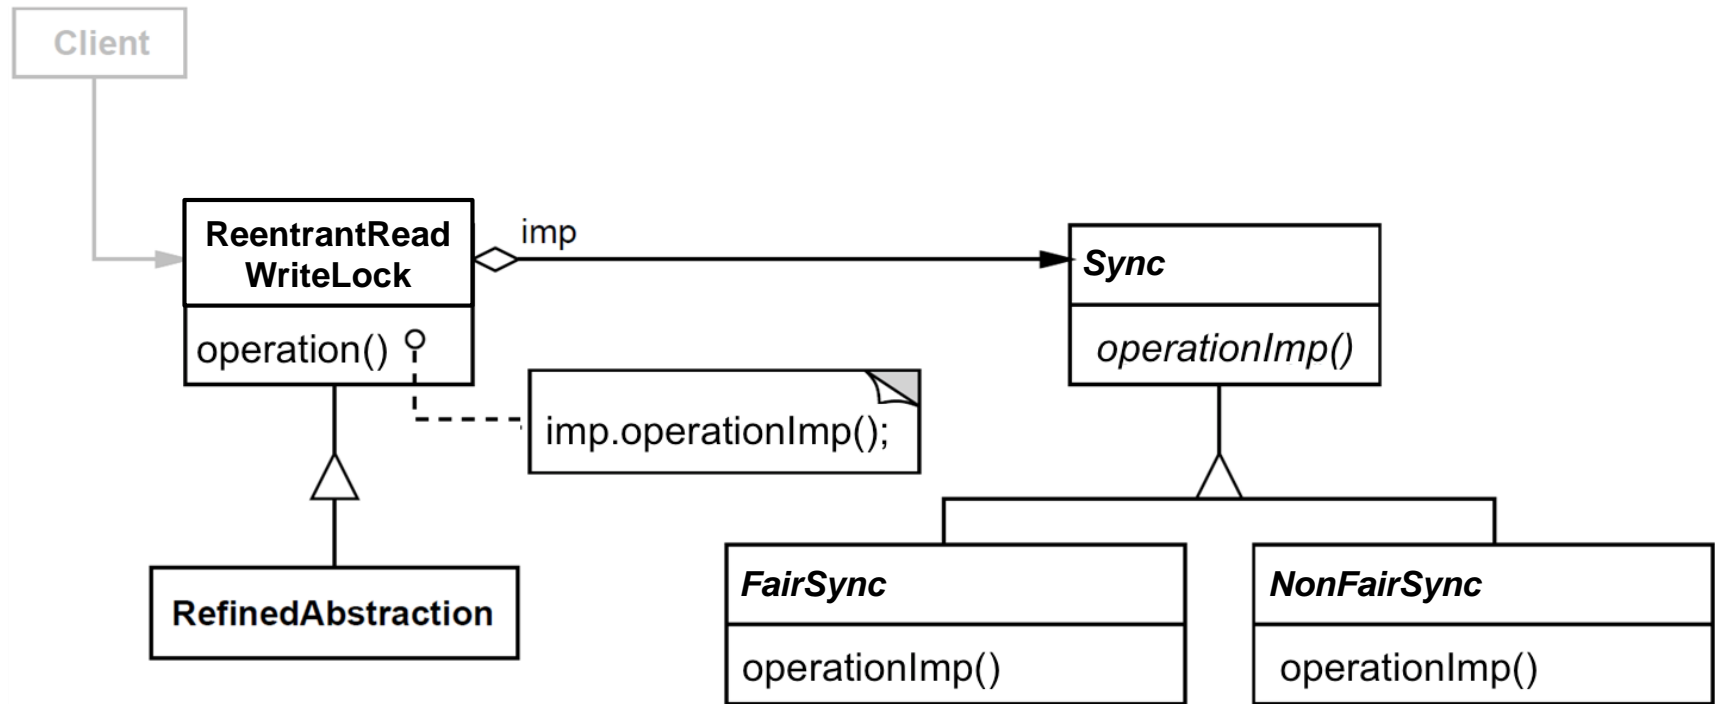 Client
ReentrantRead
WriteLock
imp
Sync
operation()
operationImp()
imp.operationImp();
RefinedAbstraction
FairSync
NonFairSync
operationImp()
operationImp()